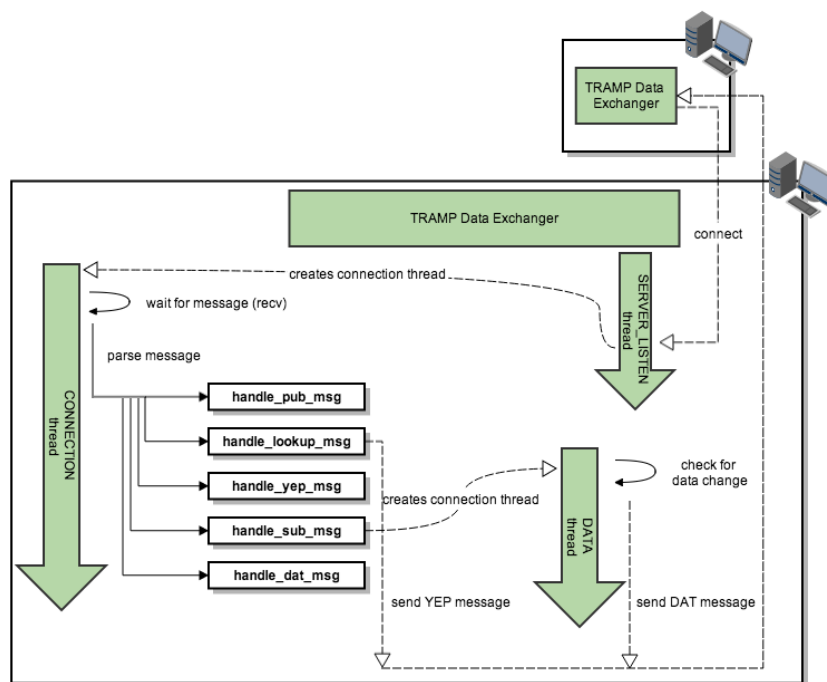 TRAMP Data
Exchanger
TRAMP Data Exchanger
connect
creates connection thread
SERVER_LISTEN
thread
wait for message (recv)
parse message
CONNECTION
thread
handle_pub_msg
handle_lookup_msg
handle_yep_msg
handle_sub_msg
handle_dat_msg
creates connection thread
check for
data change
DATA
thread
send YEP message
send DAT message